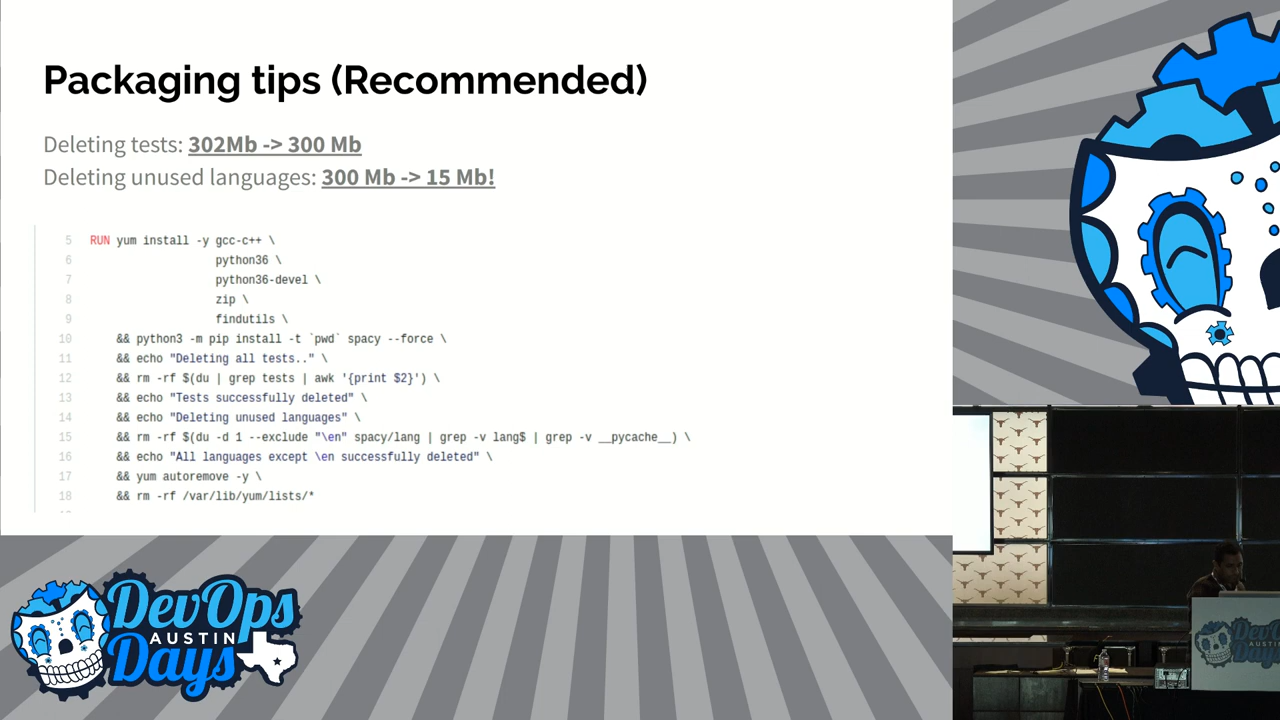 Packaging tips (Recommended)
Deleting tests: 302Mb -> 300 Mb
Deleting unused languages: 300 Mb -> 15 Mb!
5 RUN yum install -y gcc-c++ \
6 python36 \
7 python36-devel \
8 zip \
9 findutils \
10 && python3 -m pip install -t `pwd` spacy --force \
11 && echo "Deleting all tests.." \
12 && rm -rf $(du | grep tests | awk '{print $2}') \
13 && echo "Tests successfully deleted" \
14 && echo "Deleting unused languages" \
15 && rm -rf $(du -d 1 --exclude "\en" spacy/lang | grep -v lang$ | grep -v __pycache__) \
16 && echo "All languages except \en successfully deleted" \
17 && yum autoremove -y \
18 && rm -rf /var/lib/yum/lists/*
DevOps
AUSTIN
Days
DevOps
AUSTIN
Days